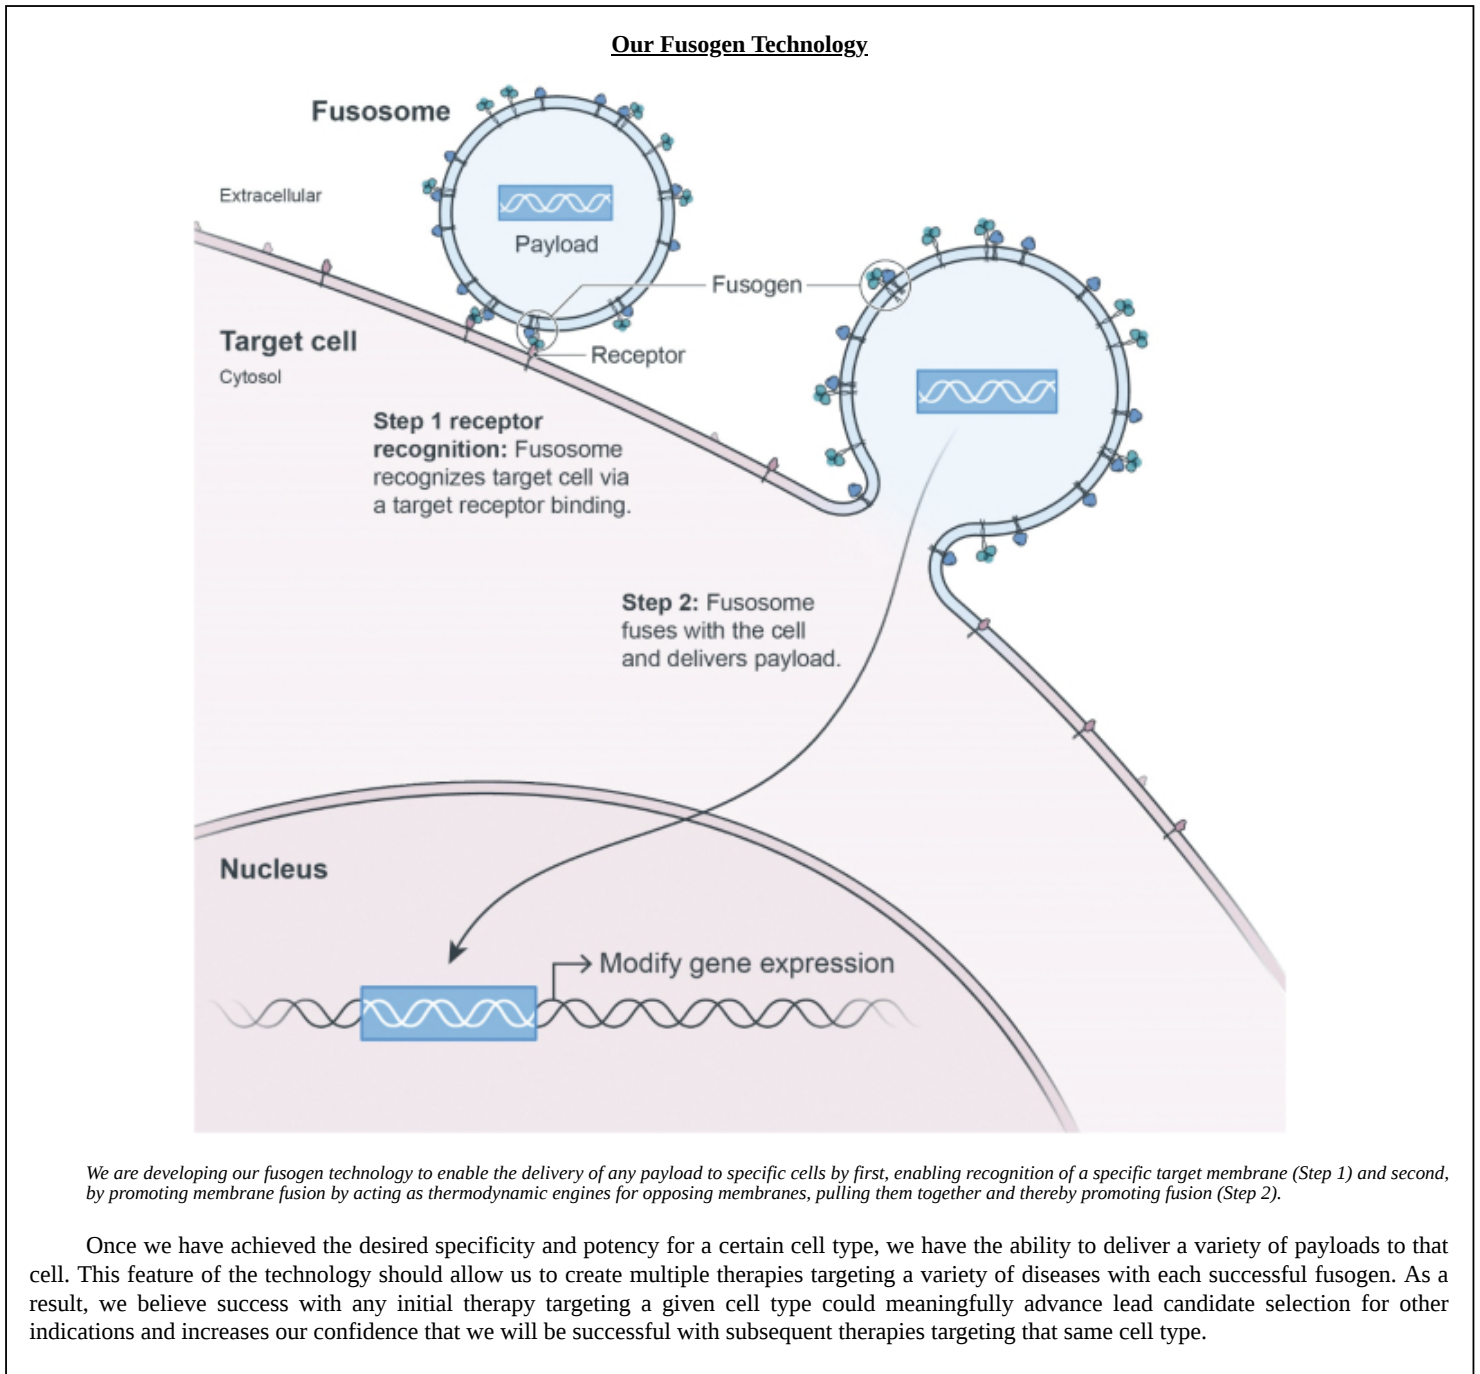 Our Fusogen Technology
Fusosome
Extracellular
Payload
Fusogen
Target cell
Receptor
Cytosol
Step 1 receptor
recognition: Fusosome
recognizes target cell via
a target receptor binding.
Step 2: Fusosome
fuses with the cell
and delivers payload.
Nucleus
Modify gene expression
We are developing our fusogen technology to enable the delivery of any payload to specific cells by first, enabling recognition of a specific target membrane (Step 1) and second,
by promoting membrane fusion by acting as thermodynamic engines for opposing membranes, pulling them together and thereby promoting fusion (Step 2).
Once we have achieved the desired specificity and potency for a certain cell type, we have the ability to deliver a variety of payloads to that
cell. This feature of the technology should allow us to create multiple therapies targeting a variety of diseases with each successful fusogen. As a
result, we believe success with any initial therapy targeting a given cell type could meaningfully advance lead candidate selection for other
indications and increases our confidence that we will be successful with subsequent therapies targeting that same cell type.